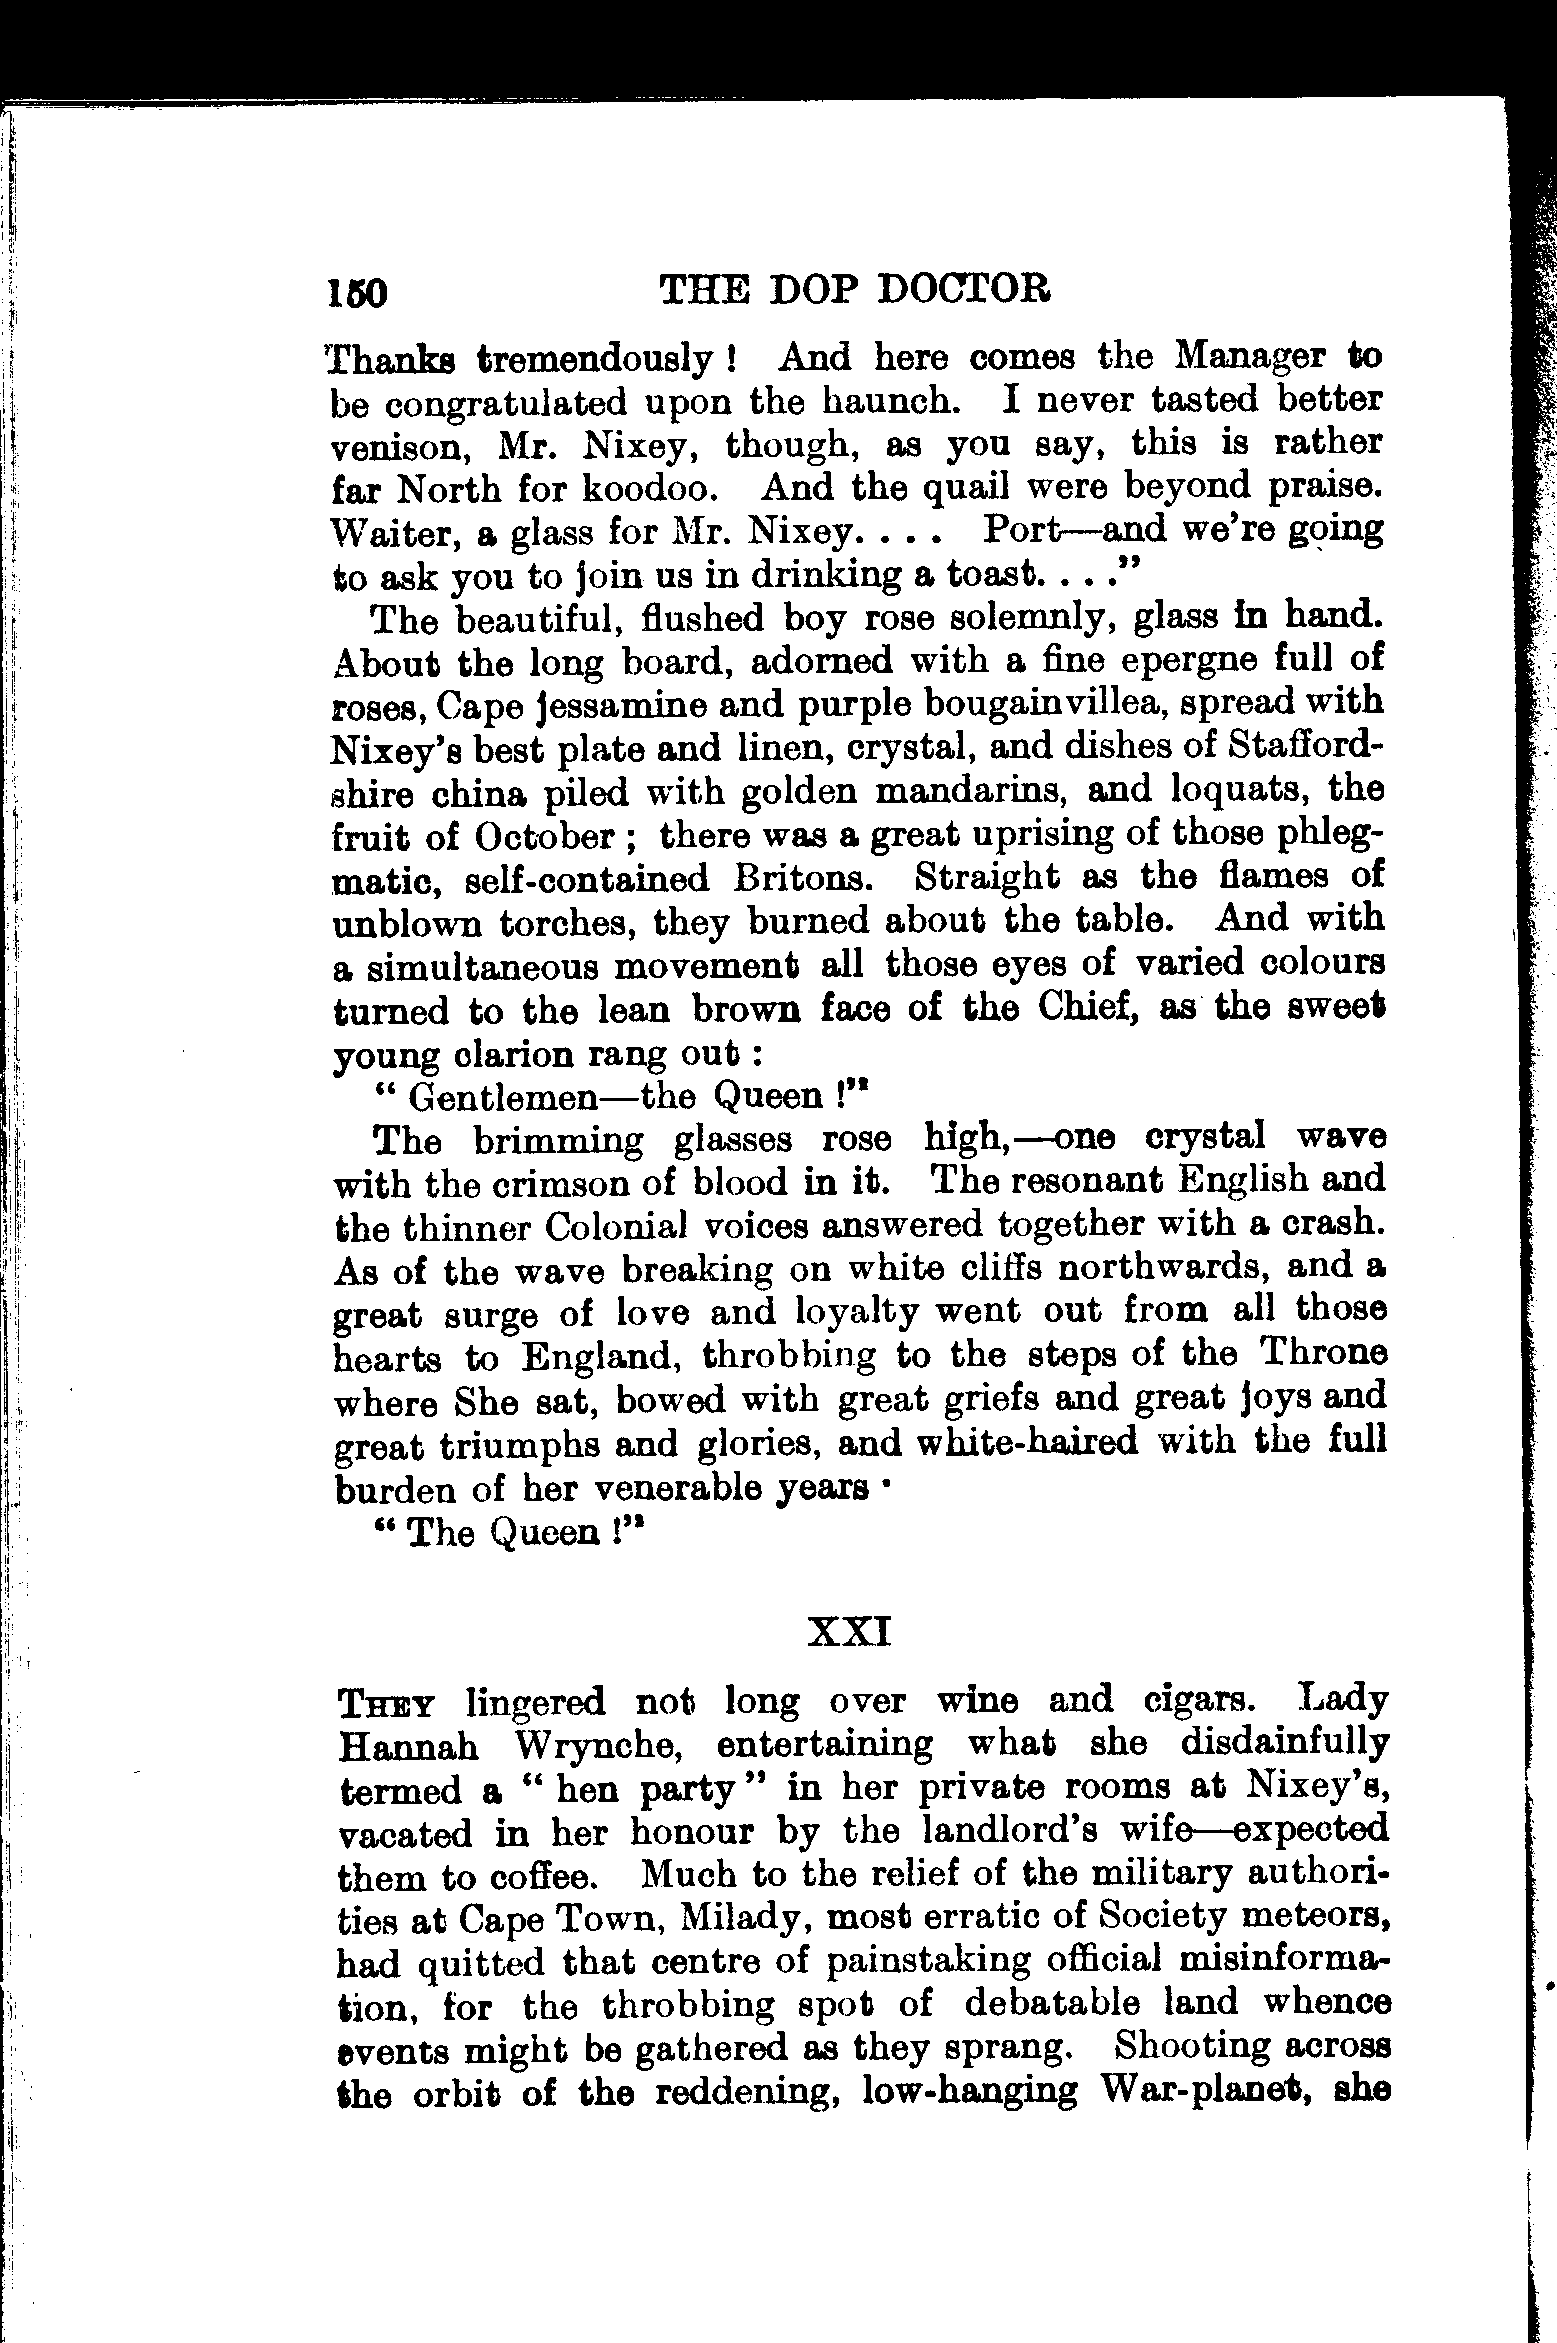 150 THE DOP DOCTOR
Thanks tremendously ! And here comes the Manager to
be congratulated upon the haunch. I never tasted better
venison, Mr. Nixey, though, as you say, this is rather
far North for koodoo. And the quail were beyond praise.
Waiter, a glass for Mr. Nixey. . . . Port—and we're going
to ask you to join us in drinking a toast. . . ."
The beautiful, flushed boy rose solemnly, glass in hand.
About the long board, adorned with a fine epergne full of
roses, Cape jessamine and purple bougainvillea, spread with
Nixey's best plate and linen, crystal, and dishes of Stafford-
shire china piled with golden mandarins, and loquats, the
fruit of October ; there was a great uprising of those phleg-
matic, self-contained Britons. Straight as the flames of
unblown torches, they burned about the table. And with
a simultaneous movement all those eyes of varied colours
turned to the lean brown face of the Chief, as the sweet
young clarion rang out :
" Gentlemen—the Queen !"
The brimming glasses rose high,—one crystal wave
with the crimson of blood in it. The resonant English and
the thinner Colonial voices answered together with a crash.
As of the wave breaking on white cliffs northwards, and a
great surge of love and loyalty went out from all those
hearts to England, throbbing to the steps of the Throne
where She sat, bowed with great griefs and great joys and
great triumphs and glories, and white-haired with the full
burden of her venerable years ·
" The Queen !"
XXI
THEY lingered not long over wine and cigars. Lady
Hannah Wrynche, entertaining what she disdainfully
termed a " hen party " in her private rooms at Nixey's,
vacated in her honour by the landlord's wife—expected
them to coffee. Much to the relief of the military authori-
ties at Cape Town, Milady, most erratic of Society meteors,
had quitted that centre of painstaking official misinforma-
tion, for the throbbing spot of debatable land whence
events might be gathered as they sprang. Shooting across
the orbit of the reddening, low-hanging War-planet, she